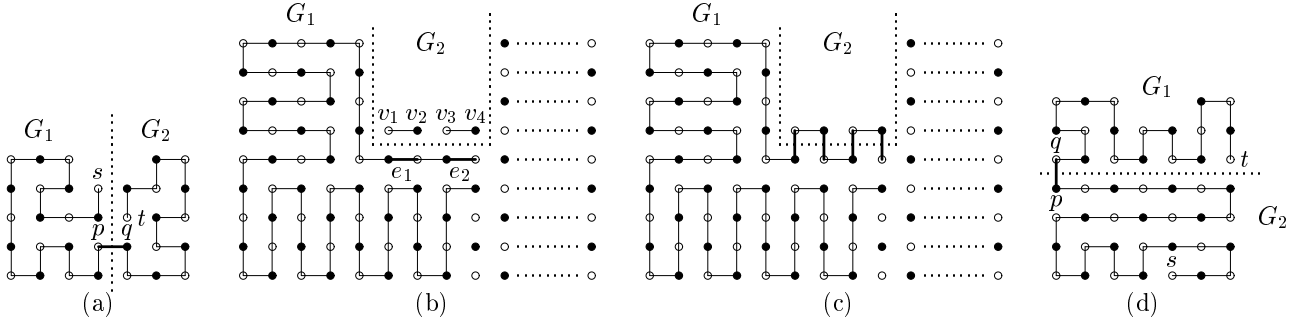 G₁
G₂
s
p
q
t
(a)
G₁
G₂
v₁ v₂ v₃ v₄
e₁ e₂
(b)
G₁
G₂
(c)
G₁
q
t
p
G₂
s
(d)